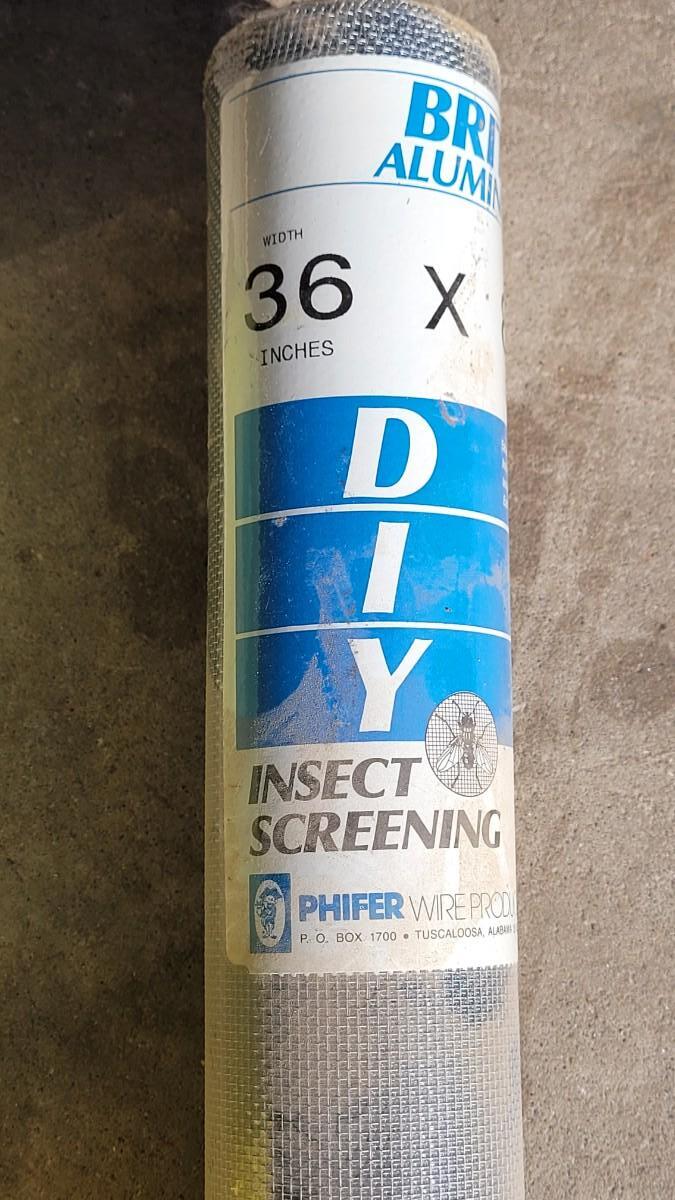 BRI
ALUMIN
WIDTH
36 X
INCHES
D
I
Y
INSECT
SCREENING
PHIFER WIRE PRODU
P. O. BOX 1700 • TUSCALOOSA, ALABAMA